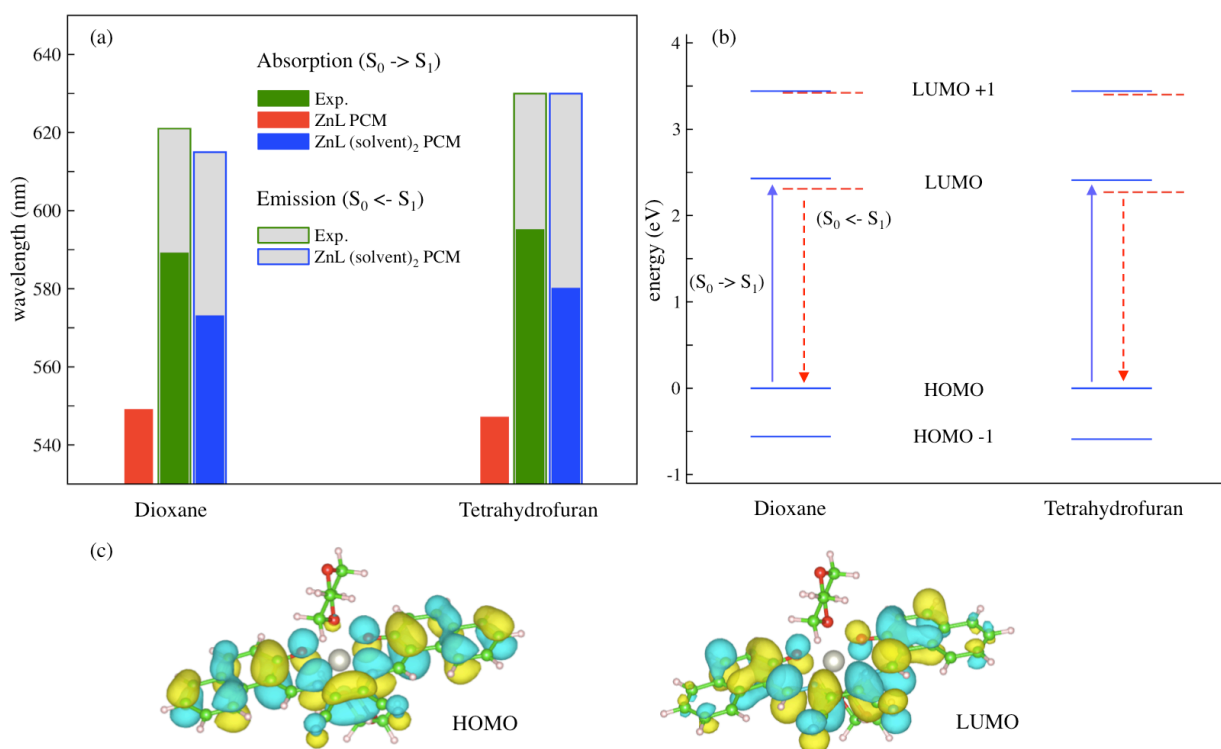 (a)
640
620
600
580
560
540
wavelength (nm)
Absorption (S0 -> S1)
Exp.
ZnL PCM
ZnL (solvent)2 PCM
Emission (S0 <- S1)
Exp.
ZnL (solvent)2 PCM
Dioxane
Tetrahydrofuran
(b)
4
3
2
1
0
-1
energy (eV)
LUMO +1
LUMO
(S0 <- S1)
(S0 -> S1)
HOMO
HOMO -1
Dioxane
Tetrahydrofuran
(c)
HOMO
LUMO